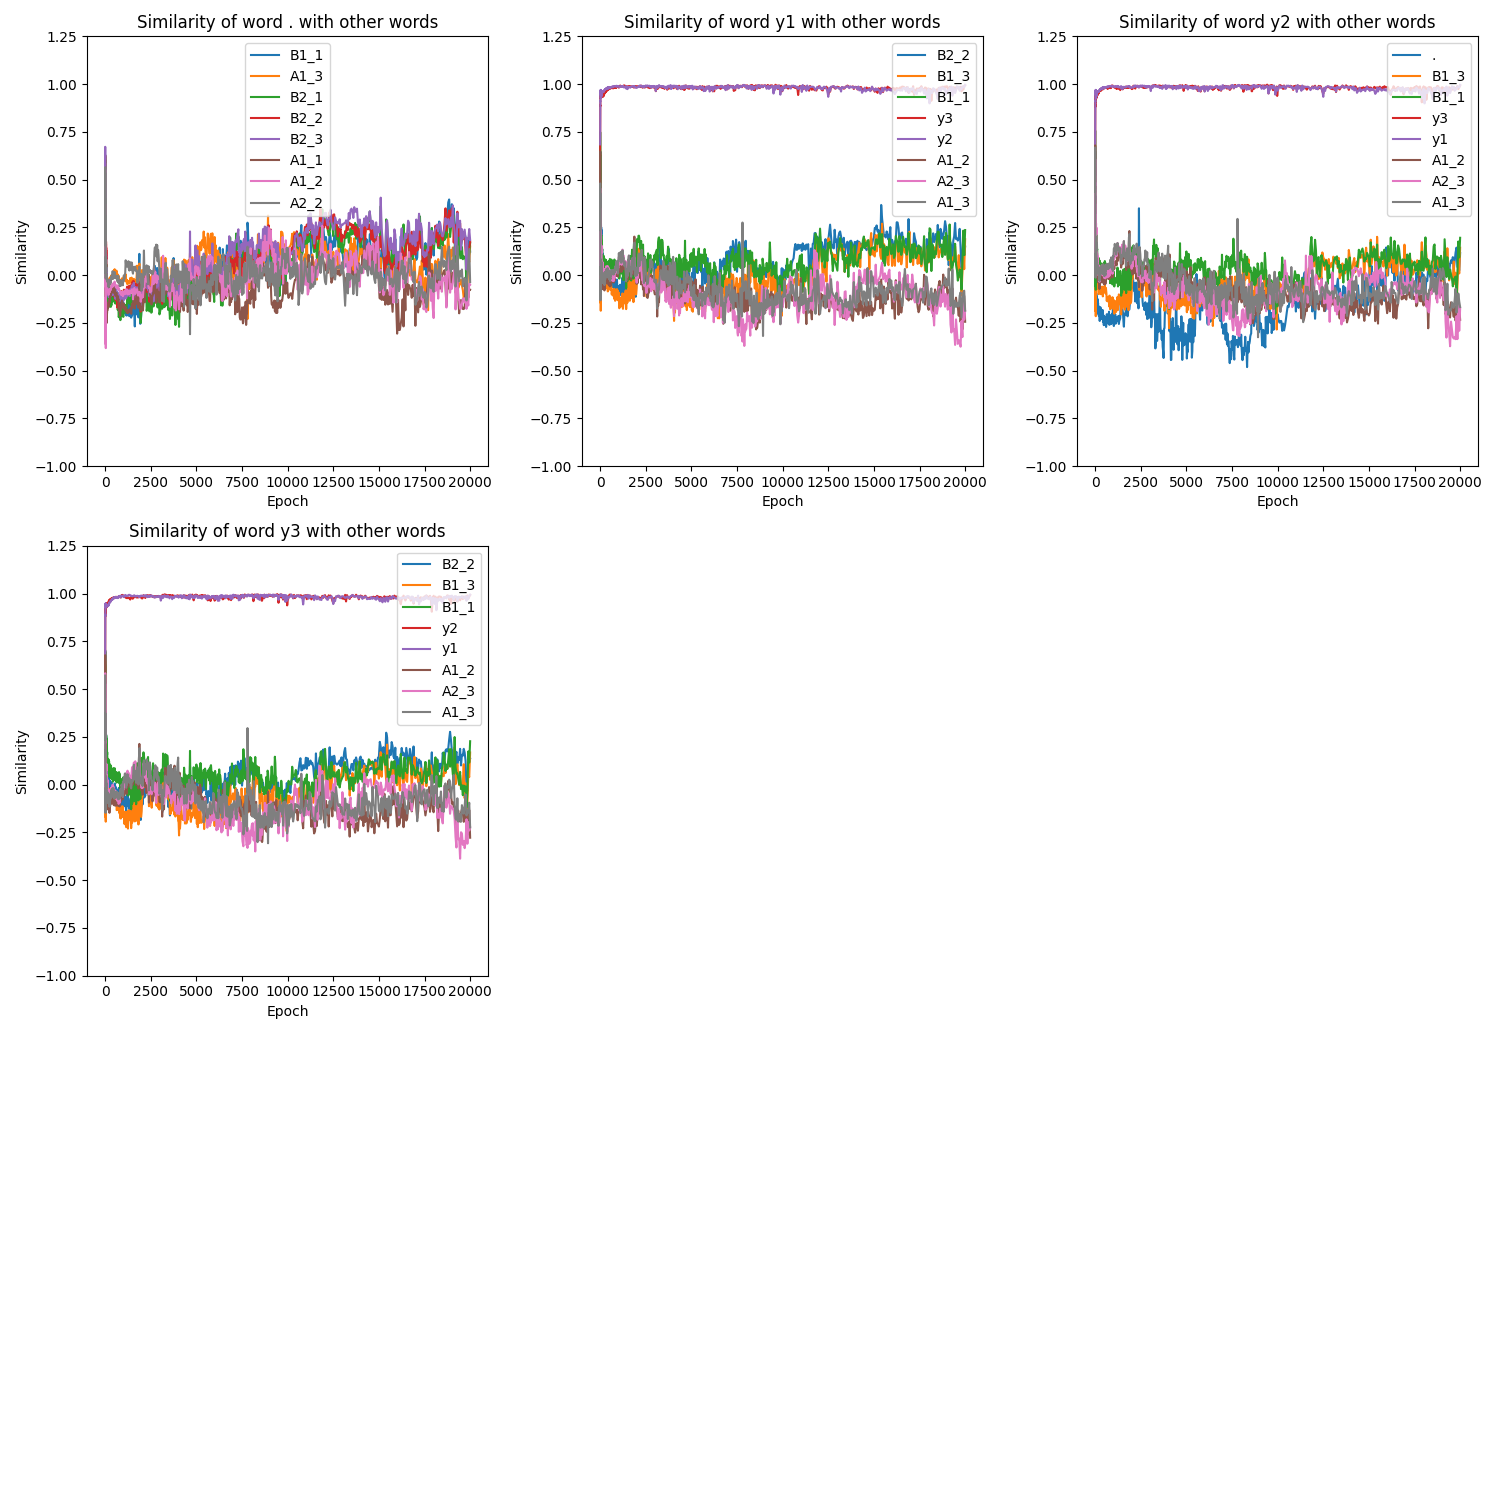 Similarity of word . with other words
1.25
1.00
0.75
0.50
0.25
0.00
−0.25
−0.50
−0.75
−1.00
Similarity
B1_1
A1_3
B2_1
B2_2
B2_3
A1_1
A1_2
A2_2
0 2500 5000 7500 10000 12500 15000 17500 20000
Epoch
Similarity of word y1 with other words
1.25
1.00
0.75
0.50
0.25
0.00
−0.25
−0.50
−0.75
−1.00
Similarity
B2_2
B1_3
B1_1
y3
y2
A1_2
A2_3
A1_3
0 2500 5000 7500 10000 12500 15000 17500 20000
Epoch
Similarity of word y2 with other words
1.25
1.00
0.75
0.50
0.25
0.00
−0.25
−0.50
−0.75
−1.00
Similarity
.
B1_3
B1_1
y3
y1
A1_2
A2_3
A1_3
0 2500 5000 7500 10000 12500 15000 17500 20000
Epoch
Similarity of word y3 with other words
1.25
1.00
0.75
0.50
0.25
0.00
−0.25
−0.50
−0.75
−1.00
Similarity
B2_2
B1_3
B1_1
y2
y1
A1_2
A2_3
A1_3
0 2500 5000 7500 10000 12500 15000 17500 20000
Epoch